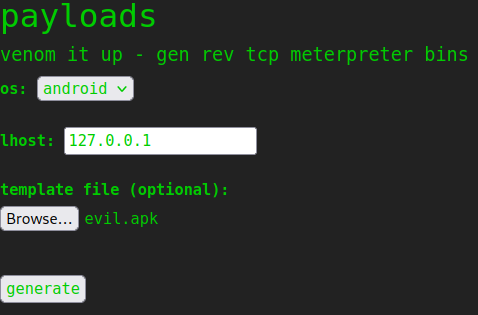 payloads
venom it up - gen rev tcp meterpreter bins
os: android
lhost: 127.0.0.1
template file (optional):
Browse... evil.apk
generate